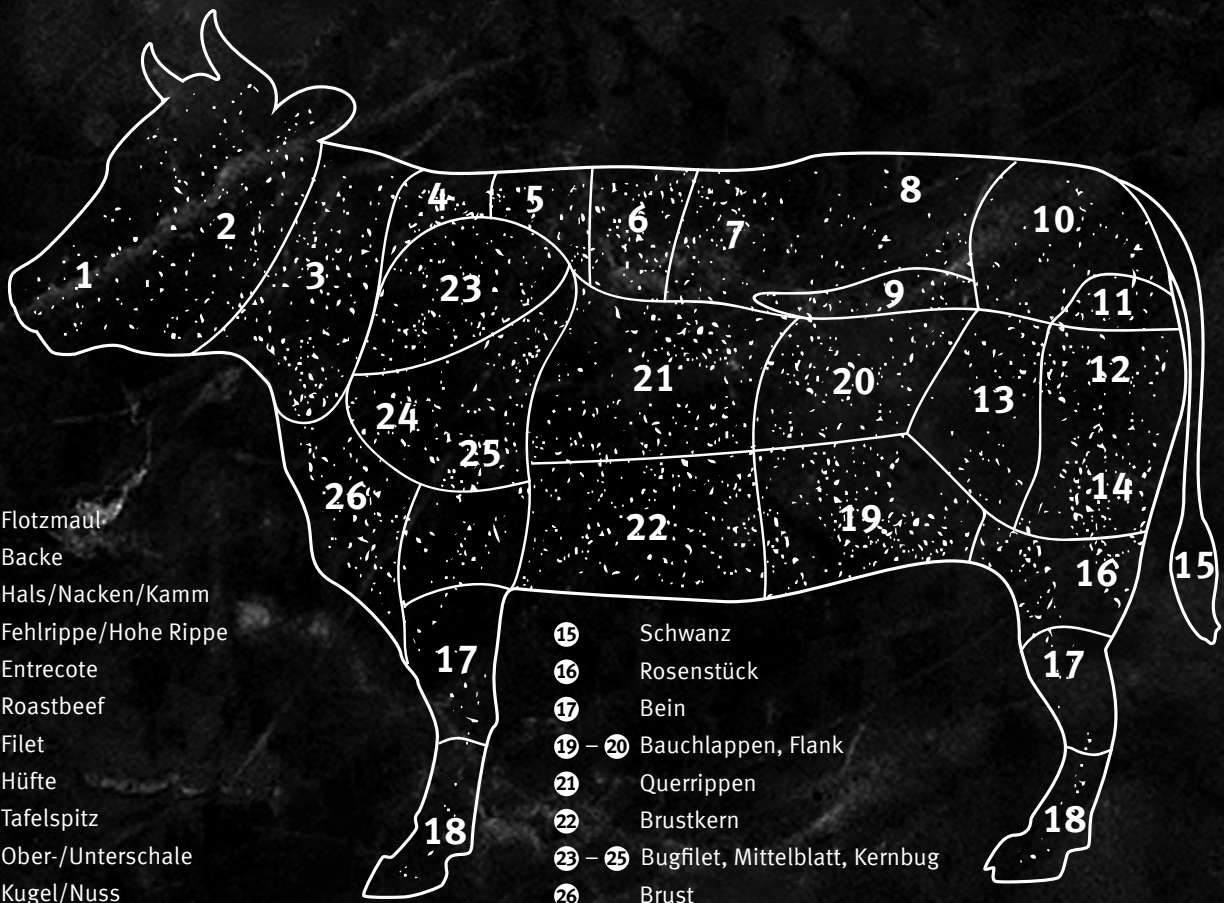 1
2
3
4
5
6
7
8
9
10
11
12
13
14
15
16
17
17
18
18
19
20
21
22
23
24
25
26
Flotzmaul
Backe
Hals/Nacken/Kamm
Fehlrippe/Hohe Rippe
Entrecote
Roastbeef
Filet
Hüfte
Tafelspitz
Ober-/Unterschale
Kugel/Nuss
15 Schwanz
16 Rosenstück
17 Bein
19 – 20 Bauchlappen, Flank
21 Querrippen
22 Brustkern
23 – 25 Bugfilet, Mittelblatt, Kernbug
26 Brust